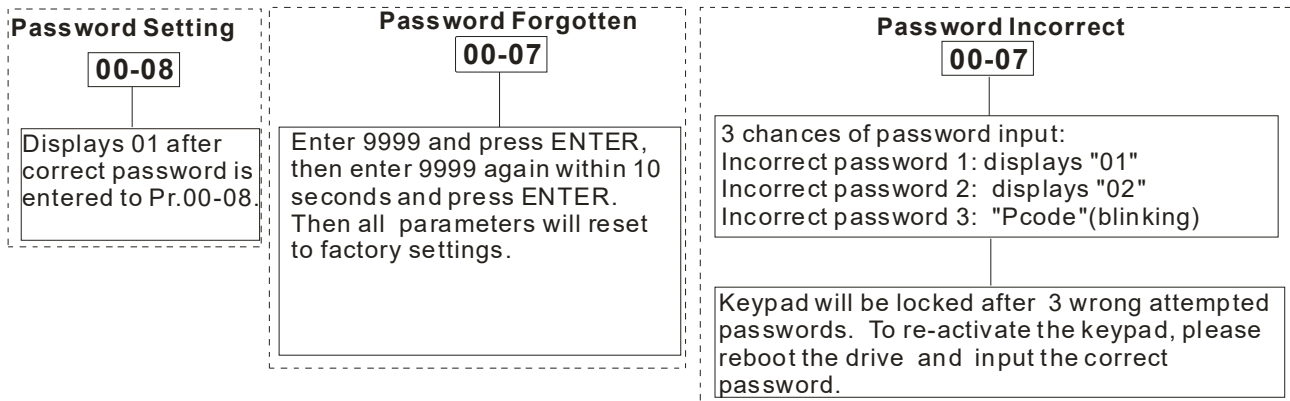 Password Setting
00-08
Displays 01 after
correct password is
entered to Pr.00-08.
Password Forgotten
00-07
Enter 9999 and press ENTER,
then enter 9999 again within 10
seconds and press ENTER.
Then all parameters will reset
to factory settings.
Password Incorrect
00-07
3 chances of password input:
Incorrect password 1: displays "01"
Incorrect password 2: displays "02"
Incorrect password 3: "Pcode"(blinking)
Keypad will be locked after 3 wrong attempted
passwords. To re-activate the keypad, please
reboot the drive and input the correct
password.